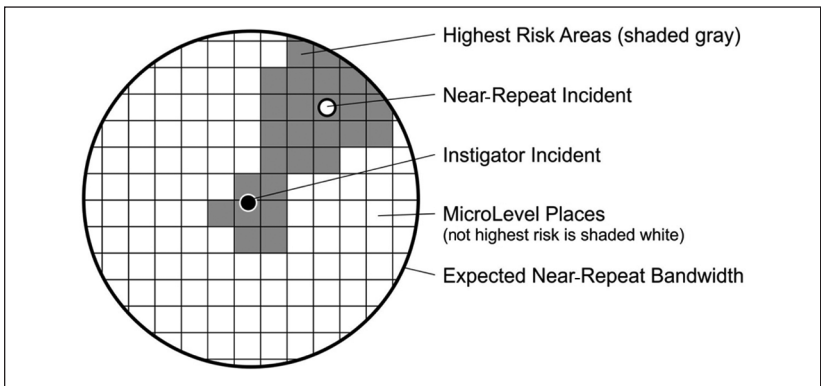 Highest Risk Areas (shaded gray)
Near-Repeat Incident
Instigator Incident
MicroLevel Places
(not highest risk is shaded white)
Expected Near-Repeat Bandwidth